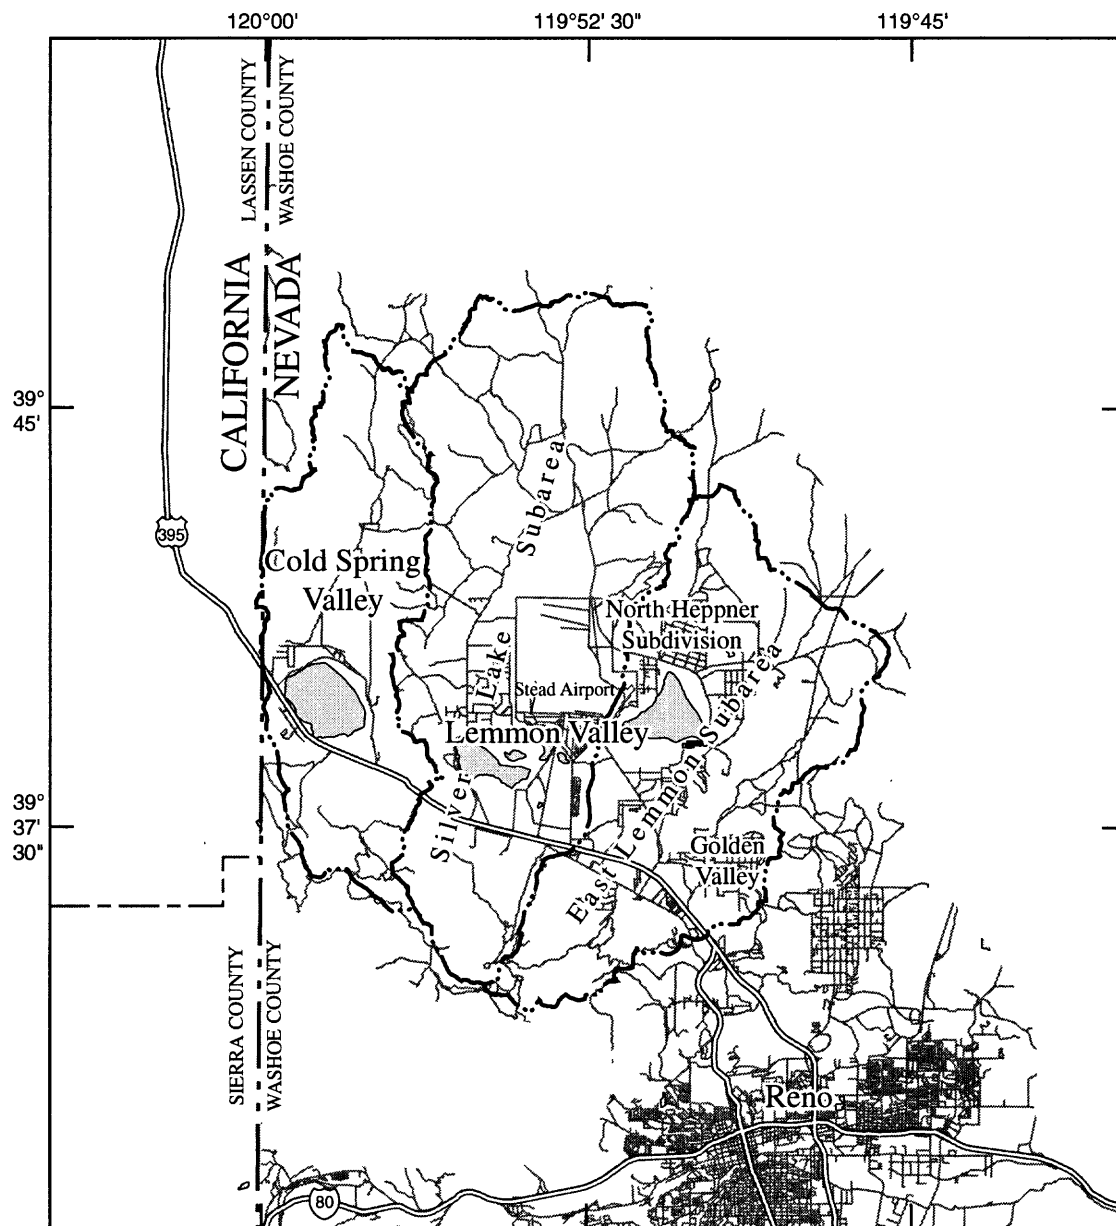 120°00'
119°52' 30"
119°45'
LASSEN COUNTY
WASHOE COUNTY
CALIFORNIA
NEVADA
39°
45'
395
Cold Spring
Valley
Silver Lake Subarea
North Heppner
Subdivision
Stead Airport
Lemmon Valley
East Lemmon Subarea
39°
37'
30"
Golden
Valley
SIERRA COUNTY
WASHOE COUNTY
Reno
80